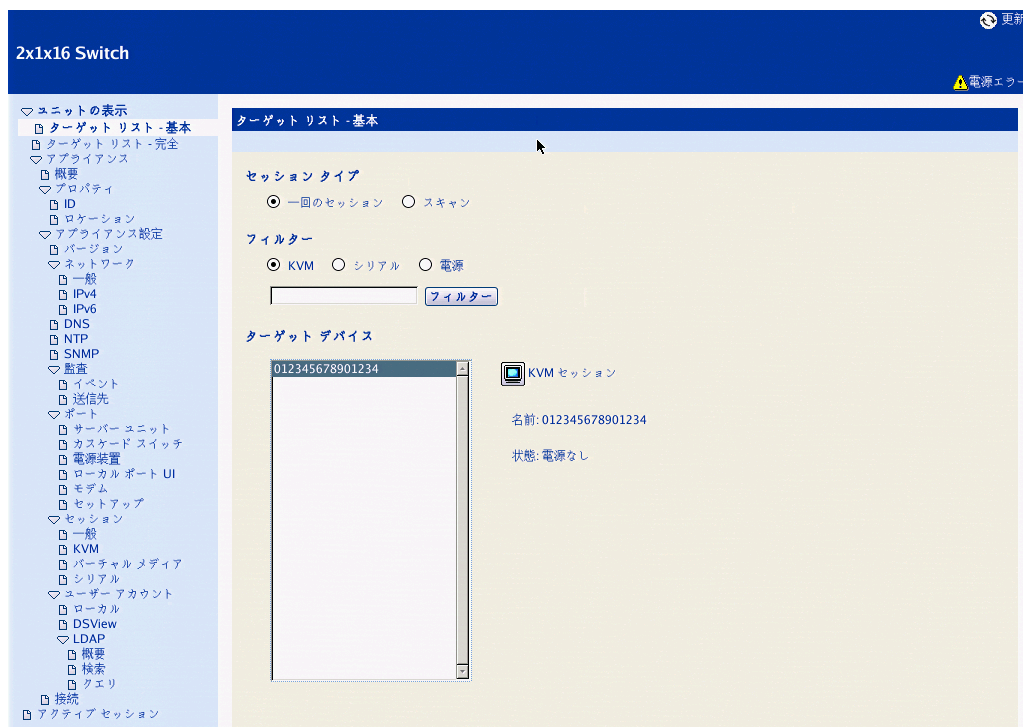 更新
2x1x16 Switch
電源エラー
ユニットの表示
ターゲット リスト - 基本
ターゲット リスト - 完全
アプライアンス
概要
プロパティ
ID
ロケーション
アプライアンス設定
バージョン
ネットワーク
一般
IPv4
IPv6
DNS
NTP
SNMP
監査
イベント
送信先
ポート
サーバー ユニット
カスケード スイッチ
電源装置
ローカル ポート UI
モデム
セットアップ
セッション
一般
KVM
バーチャル メディア
シリアル
ユーザー アカウント
ローカル
DSView
LDAP
概要
検索
クエリ
接続
アクティブ セッション
ターゲット リスト - 基本
セッション タイプ
一回のセッション スキャン
フィルター
KVM シリアル 電源
フィルター
ターゲット デバイス
012345678901234
KVM セッション
名前: 012345678901234
状態: 電源なし